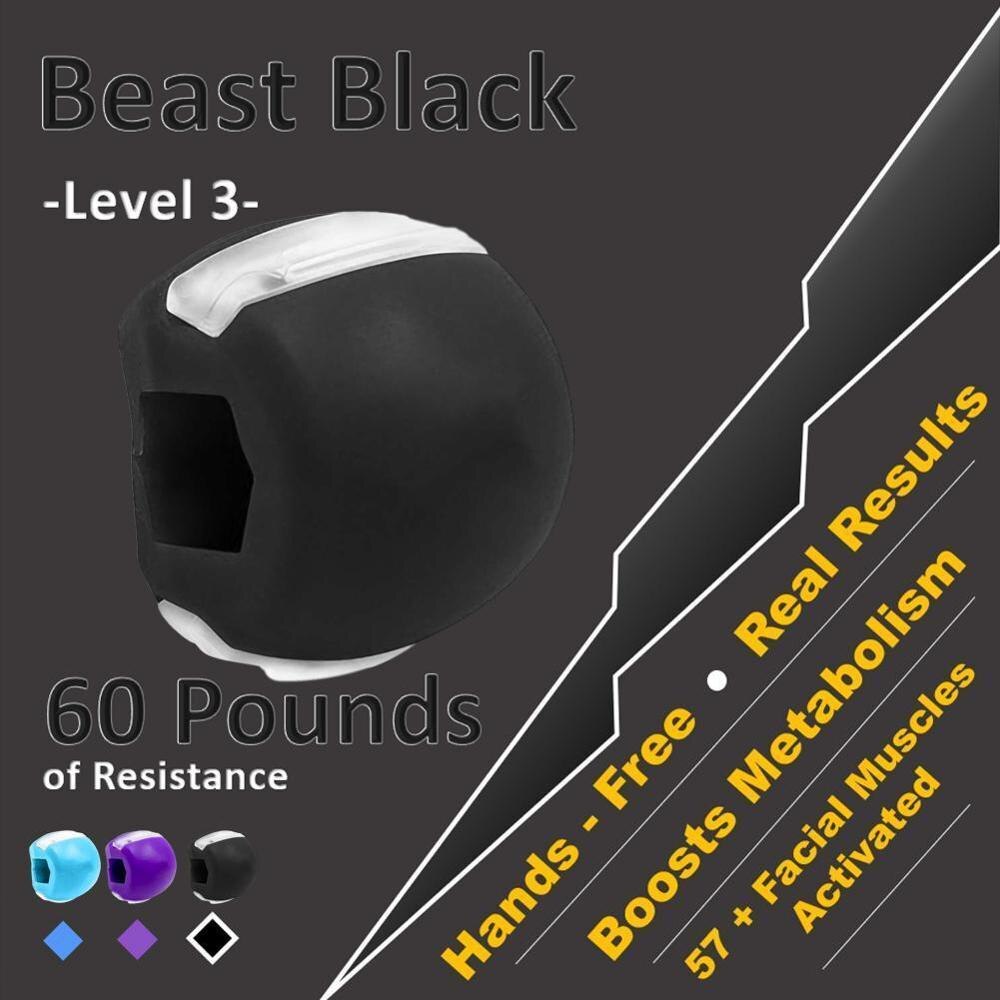 Beast Black
-Level 3-
60 Pounds
of Resistance
Hands - Free • Real Results
Boosts Metabolism
57 + Facial Muscles
Activated